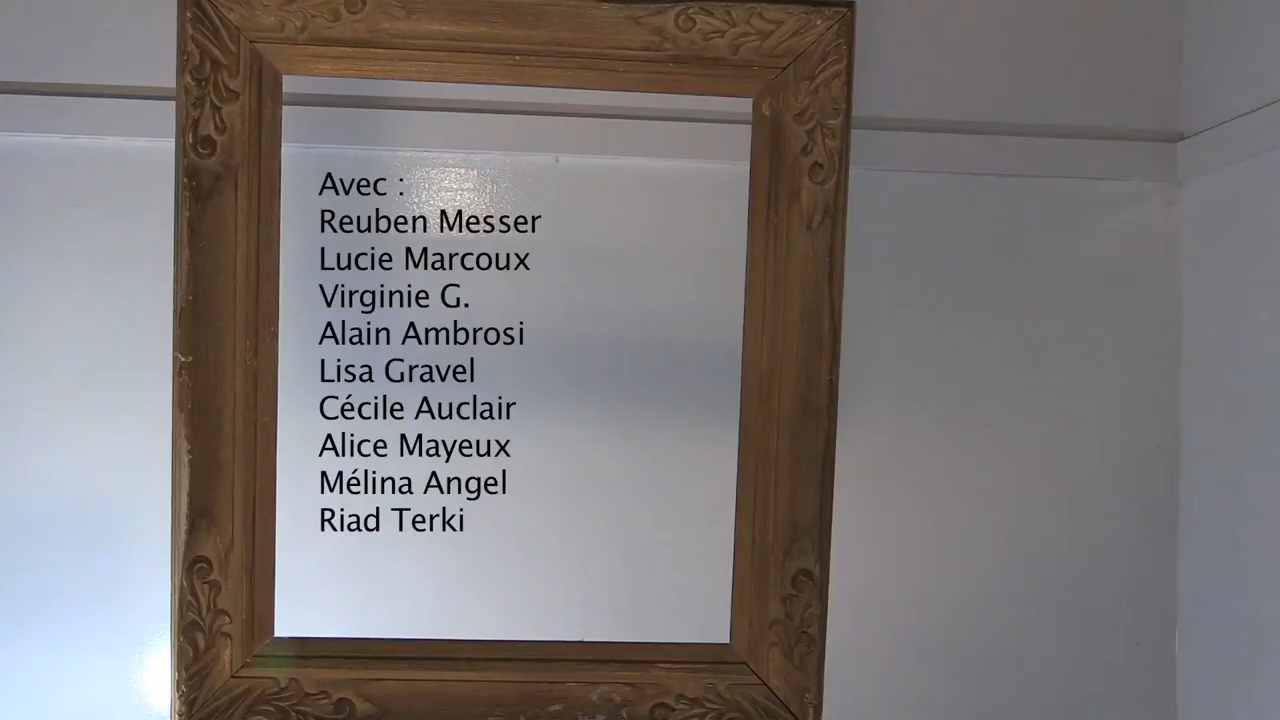 Avec :
Reuben Messer
Lucie Marcoux
Virginie G.
Alain Ambrosi
Lisa Gravel
Cécile Auclair
Alice Mayeux
Mélina Angel
Riad Terki